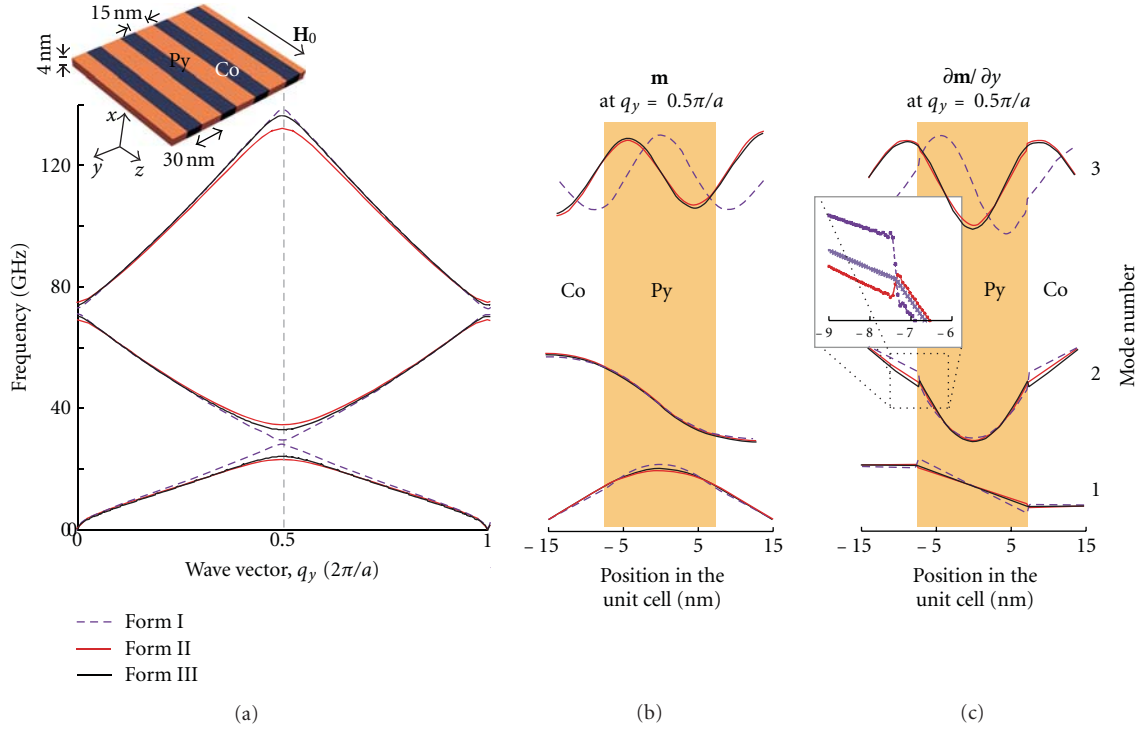 15 nm
H0
4 nm
Py
Co
x
y
z
30 nm
Frequency (GHz)
120
80
40
0
0
0.5
1
Wave vector, qy (2π/a)
Form I
Form II
Form III
(a)
m
at qy = 0.5π/a
Co
Py
− 15
− 5
5
15
Position in the
unit cell (nm)
(b)
∂m/ ∂y
at qy = 0.5π/a
− 9
− 8
− 7
− 6
Py
Co
3
2
1
Mode number
− 15
− 5
5
15
Position in the
unit cell (nm)
(c)